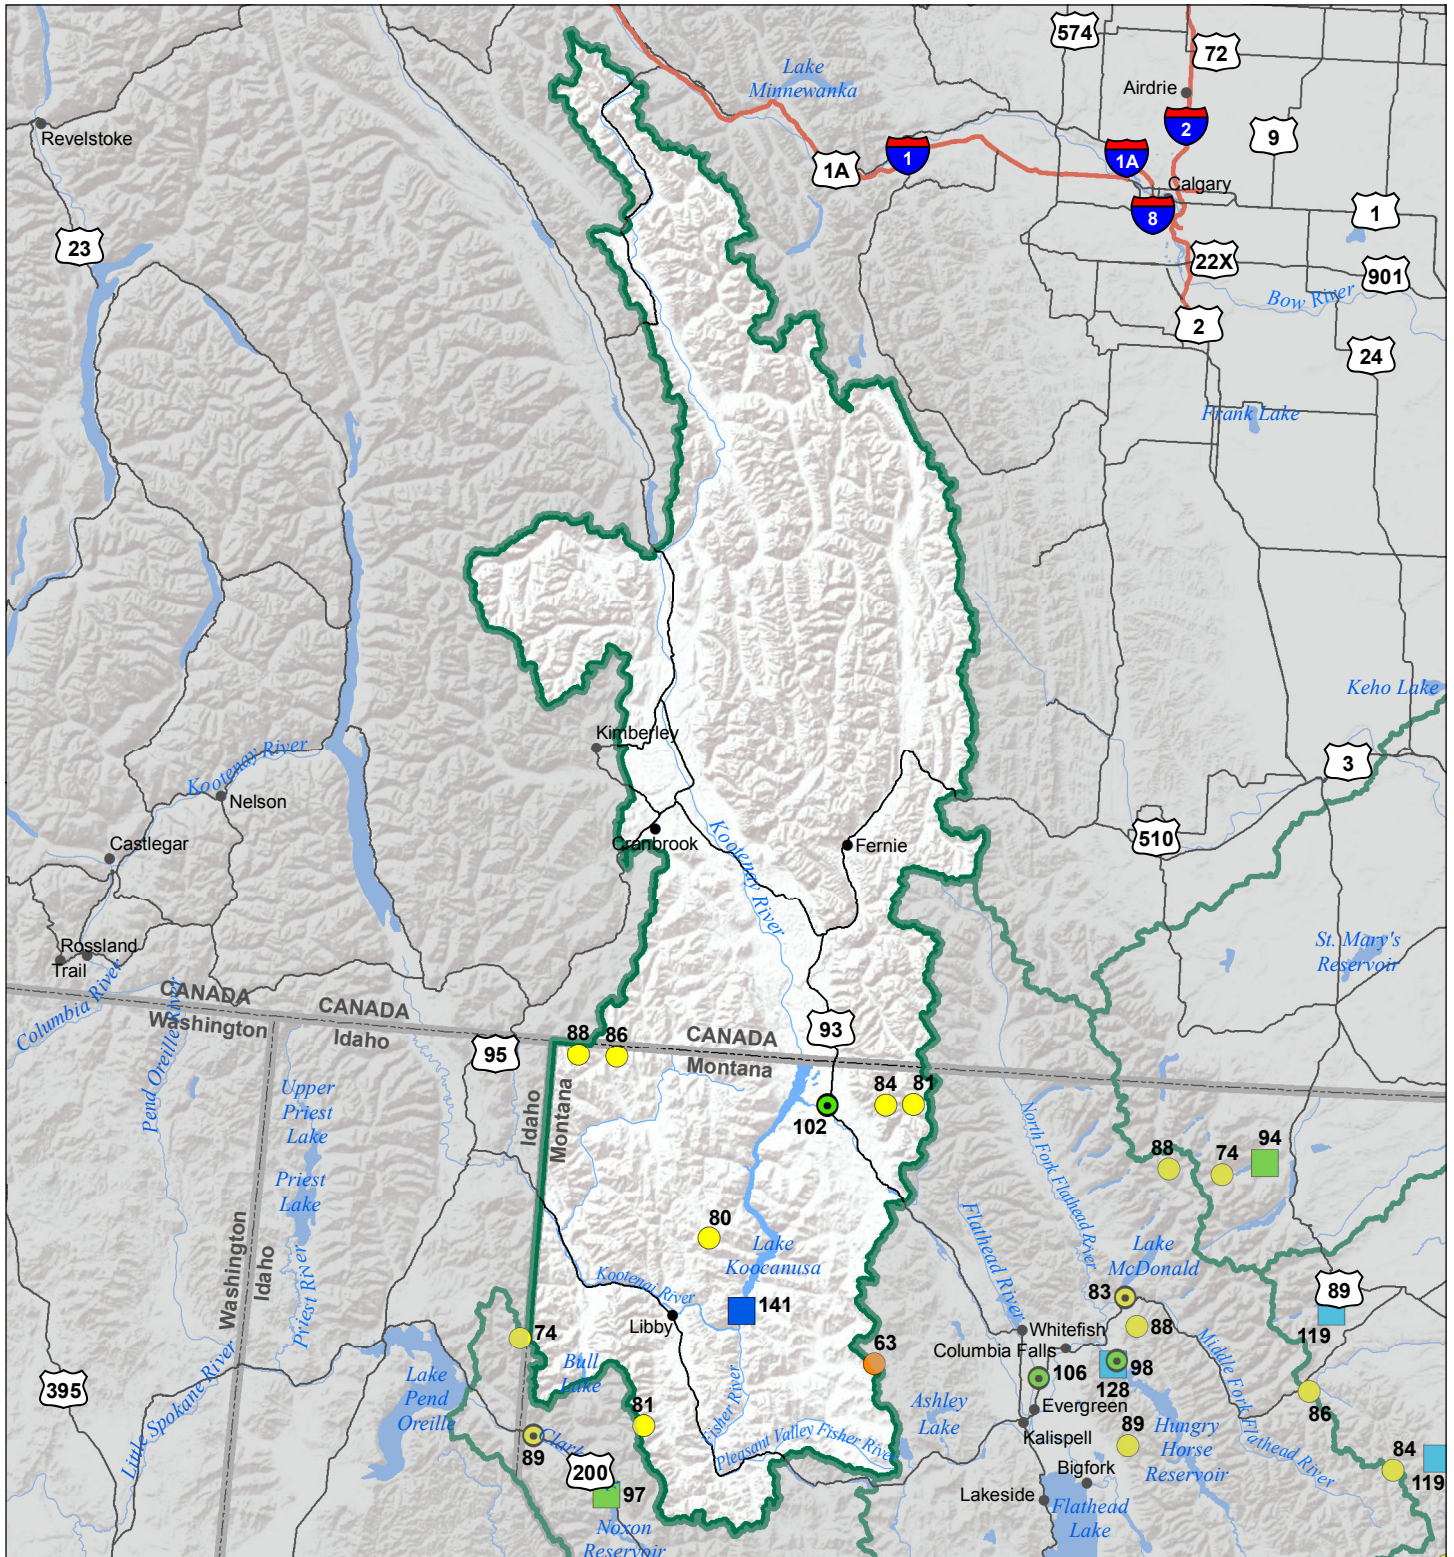 574
72
Lake
Minnewanka
Airdrie
2
9
Revelstoke
1A
1
1A
Calgary
8
1
23
22X
901
Bow River
2
24
Frank Lake
Keho Lake
Kimberley
3
Kootenay River
Nelson
Castlegar
Cranbrook
Kootenay River
Fernie
510
Rossland
Trail
St. Mary's
Reservoir
Columbia River
CANADA
Washington
Pend Oreille River
CANADA
Idaho
95
88
86
CANADA
Montana
93
Idaho
Montana
84
81
102
Upper
Priest
Lake
Priest
Lake
North Fork Flathead River
88
74
94
80
Lake
Koocanusa
Flathead River
Lake
McDonald
Washington
Idaho
Priest River
Kootenai River
141
Libby
83
89
119
88
Whitefish
Columbia Falls
98
128
106
Middle Fork Flathead River
74
63
Bull
Lake
395
Little Spokane River
Lake
Pend
Oreille
Fisher River
Ashley
Lake
Evergreen
Kalispell
86
81
Clark
89
200
97
Pleasant Valley Fisher River
89
Hungry
Horse
Reservoir
Bigfork
Lakeside
Flathead
Lake
84
119
Noxon
Reservoir